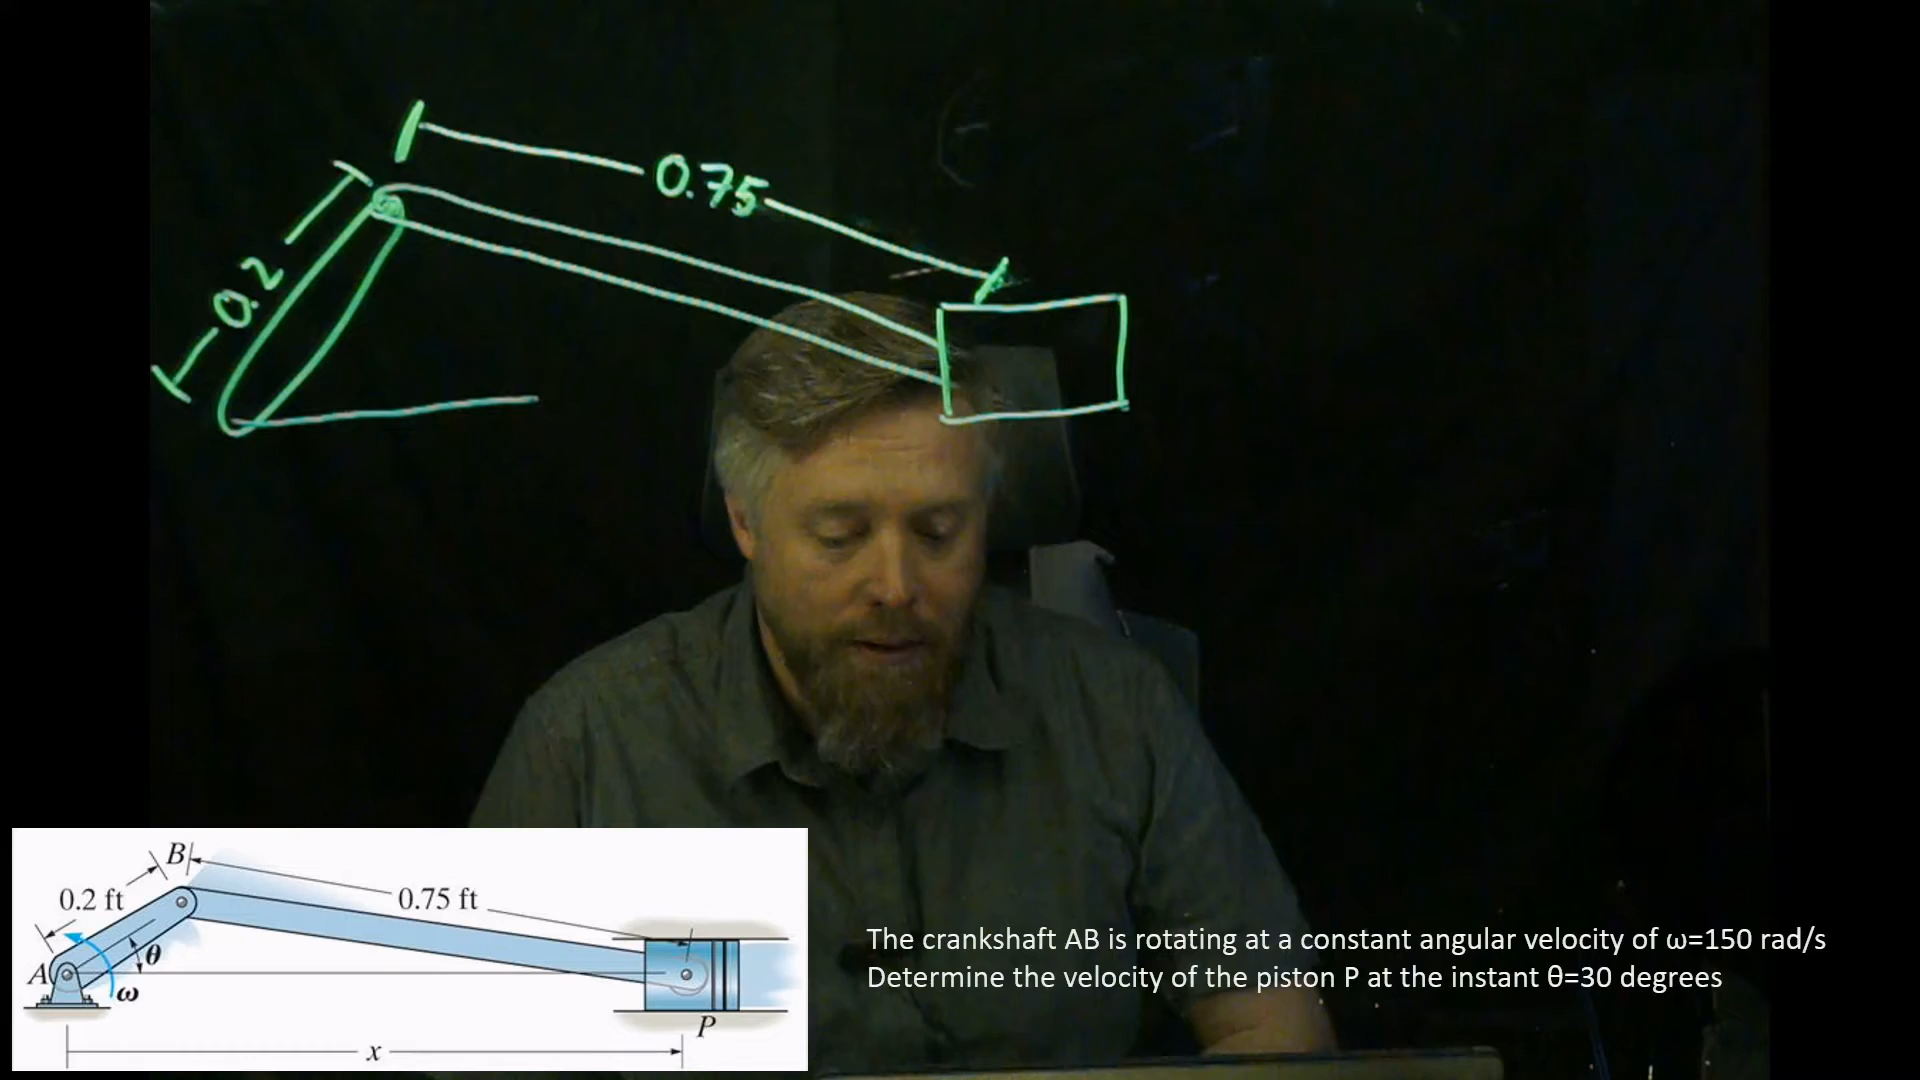 0.75
0.2
B
0.2 ft
0.75 ft
θ
A
ω
P
x
The crankshaft AB is rotating at a constant angular velocity of ω=150 rad/s
Determine the velocity of the piston P at the instant θ=30 degrees